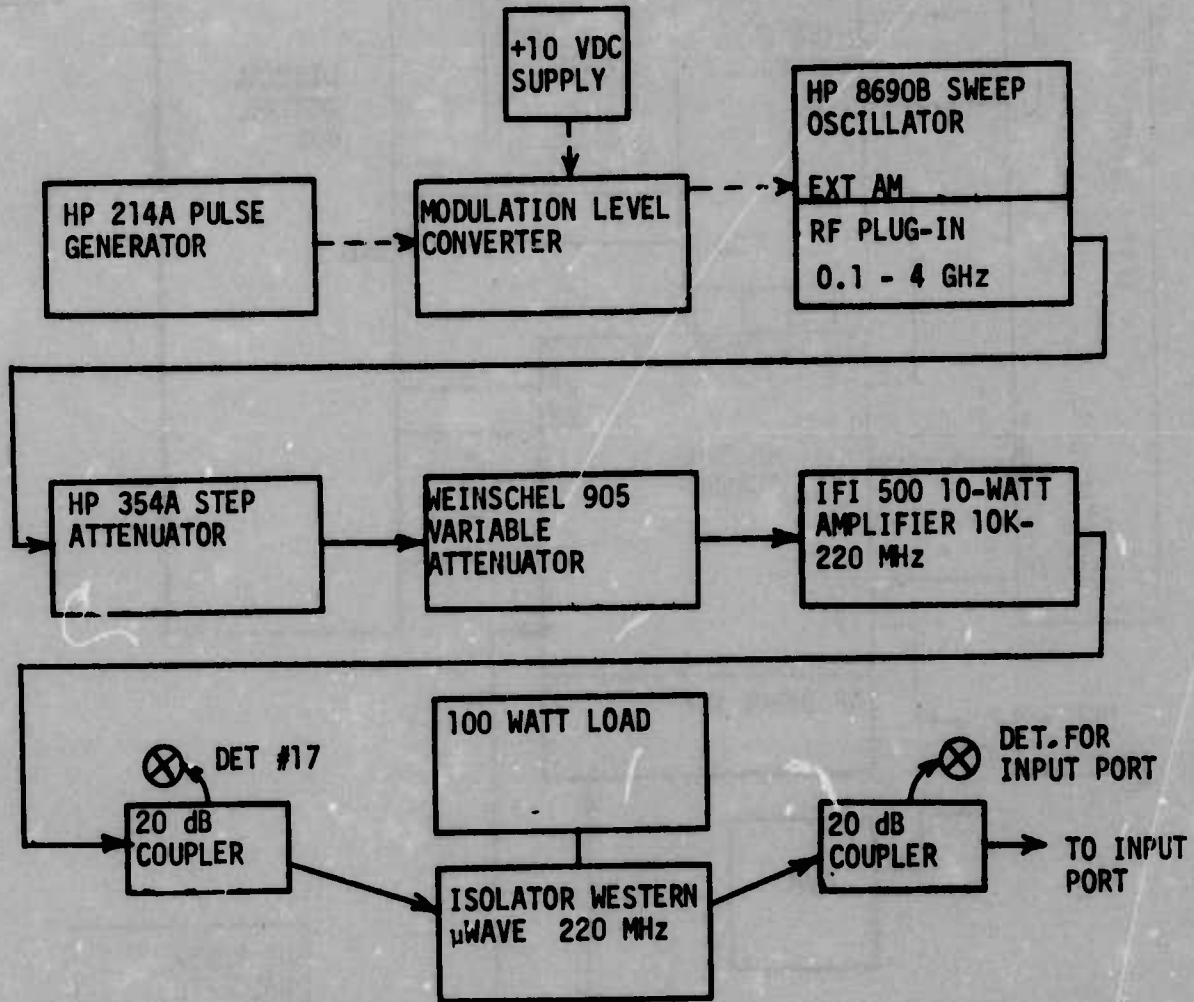 +10 VDC
SUPPLY
HP 8690B SWEEP
OSCILLATOR
EXT AM
RF PLUG-IN
0.1 - 4 GHz
HP 214A PULSE
GENERATOR
MODULATION LEVEL
CONVERTER
HP 354A STEP
ATTENUATOR
WEINSCHEL 905
VARIABLE
ATTENUATOR
IFI 500 10-WATT
AMPLIFIER 10K-
220 MHz
DET #17
20 dB
COUPLER
100 WATT LOAD
ISOLATOR WESTERN
μWAVE 220 MHz
DET. FOR
INPUT PORT
20 dB
COUPLER
TO INPUT
PORT